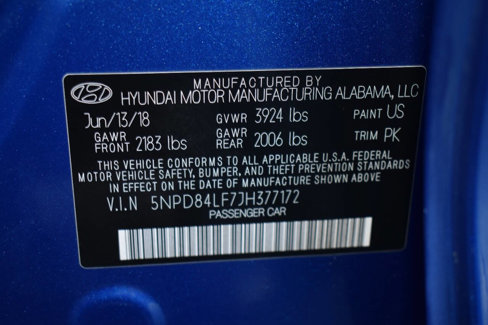 MANUFACTURED BY
HYUNDAI MOTOR MANUFACTURING ALABAMA, LLC
Jun/13/18 GVWR 3924 lbs PAINT US
GAWR FRONT 2183 lbs GAWR REAR 2006 lbs TRIM PK
THIS VEHICLE CONFORMS TO ALL APPLICABLE U.S.A. FEDERAL
MOTOR VEHICLE SAFETY, BUMPER, AND THEFT PREVENTION STANDARDS
IN EFFECT ON THE DATE OF MANUFACTURE SHOWN ABOVE.
V.I.N 5NPD84LF7JH377172
PASSENGER CAR